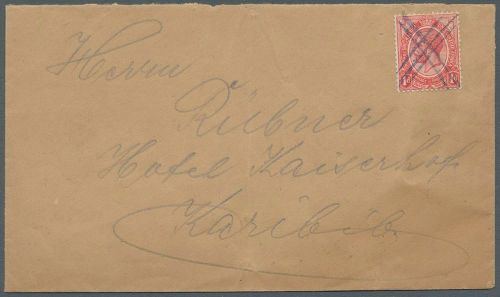 Herrn
Rübner
Hotel Kaiserhof
Karibib.